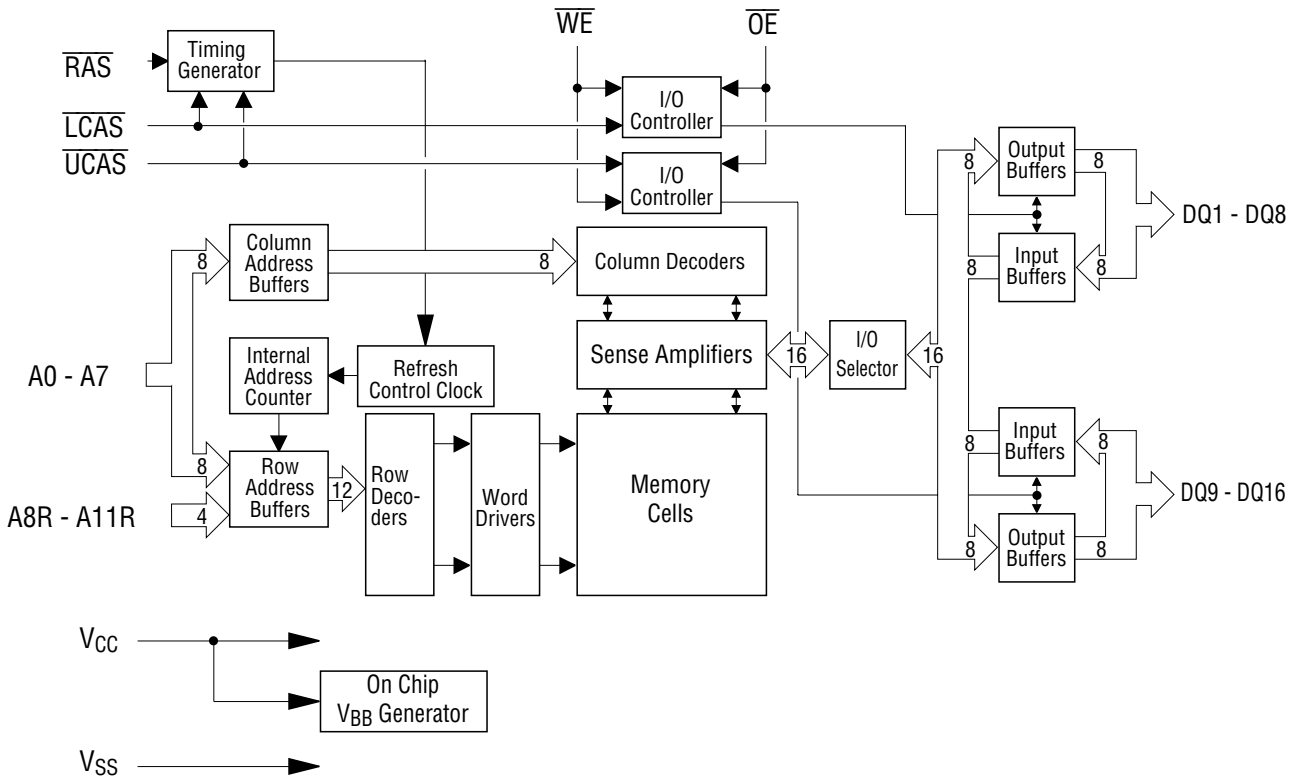 WE
OE
RAS
Timing
Generator
I/O
Controller
LCAS
UCAS
I/O
Controller
8
Output
Buffers
8
DQ1 - DQ8
8
Column
Address
Buffers
8
Column Decoders
8
Input
Buffers
8
A0 - A7
Internal
Address
Counter
Refresh
Control Clock
Sense Amplifiers
16
I/O
Selector
16
8
Row
Address
Buffers
12
Row
Deco-
ders
Word
Drivers
Memory
Cells
8
Input
Buffers
8
A8R - A11R
4
DQ9 - DQ16
8
Output
Buffers
8
VCC
On Chip
VBB Generator
VSS